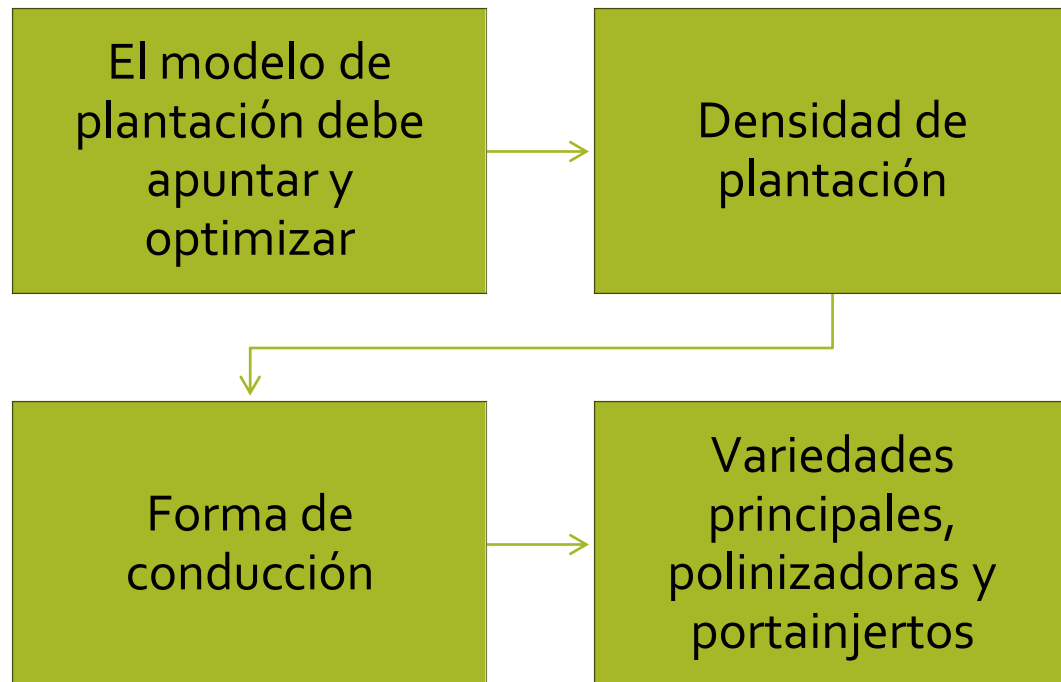 El modelo de
plantación debe
apuntar y
optimizar
Densidad de
plantación
Forma de
conducción
Variedades
principales,
polinizadoras y
portainjertos